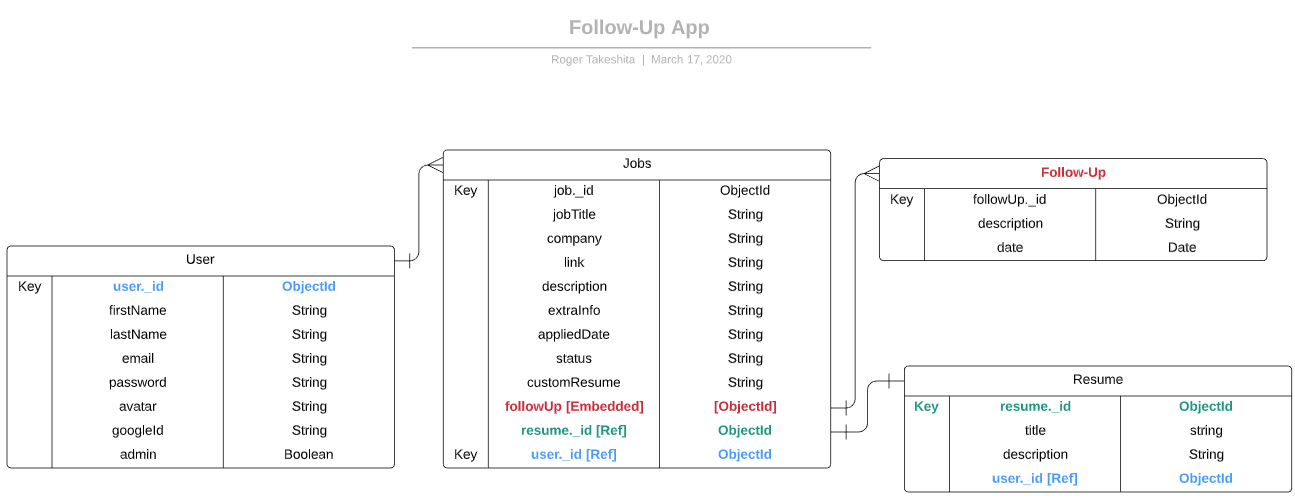 Follow-Up App
Roger Takeshita | March 17, 2020
User
Key user._id ObjectId
firstName String
lastName String
email String
password String
avatar String
googleId String
admin Boolean
Jobs
Key job._id ObjectId
jobTitle String
company String
link String
description String
extraInfo String
appliedDate String
status String
customResume String
followUp [Embedded] [ObjectId]
resume._id [Ref] ObjectId
Key user._id [Ref] ObjectId
Follow-Up
Key followUp._id ObjectId
description String
date Date
Resume
Key resume._id ObjectId
title string
description String
user._id [Ref] ObjectId